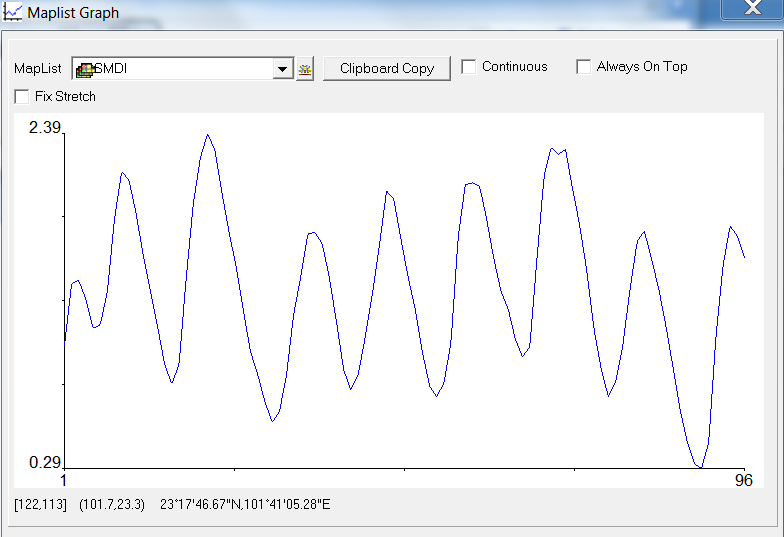 Maplist Graph
MapList SMDI Clipboard Copy Continuous Always On Top
Fix Stretch
2.39
0.29
1 96
[122,113] (101.7,23.3) 23°17'46.67"N,101°41'05.28"E